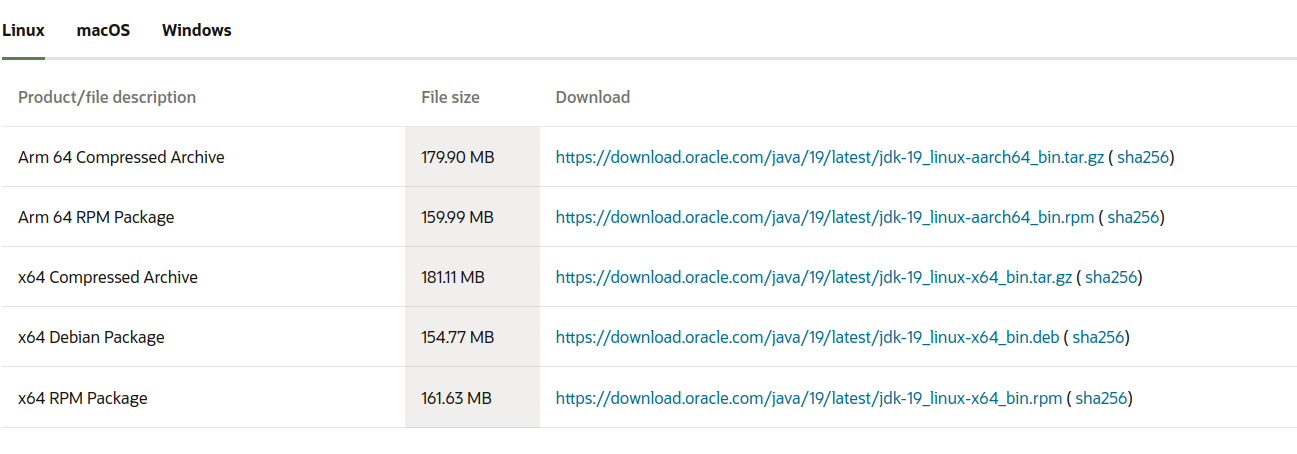 Linux macOS Windows
Product/file description File size Download
Arm 64 Compressed Archive 179.90 MB https://download.oracle.com/java/19/latest/jdk-19_linux-aarch64_bin.tar.gz ( sha256)
Arm 64 RPM Package 159.99 MB https://download.oracle.com/java/19/latest/jdk-19_linux-aarch64_bin.rpm ( sha256)
x64 Compressed Archive 181.11 MB https://download.oracle.com/java/19/latest/jdk-19_linux-x64_bin.tar.gz ( sha256)
x64 Debian Package 154.77 MB https://download.oracle.com/java/19/latest/jdk-19_linux-x64_bin.deb ( sha256)
x64 RPM Package 161.63 MB https://download.oracle.com/java/19/latest/jdk-19_linux-x64_bin.rpm ( sha256)